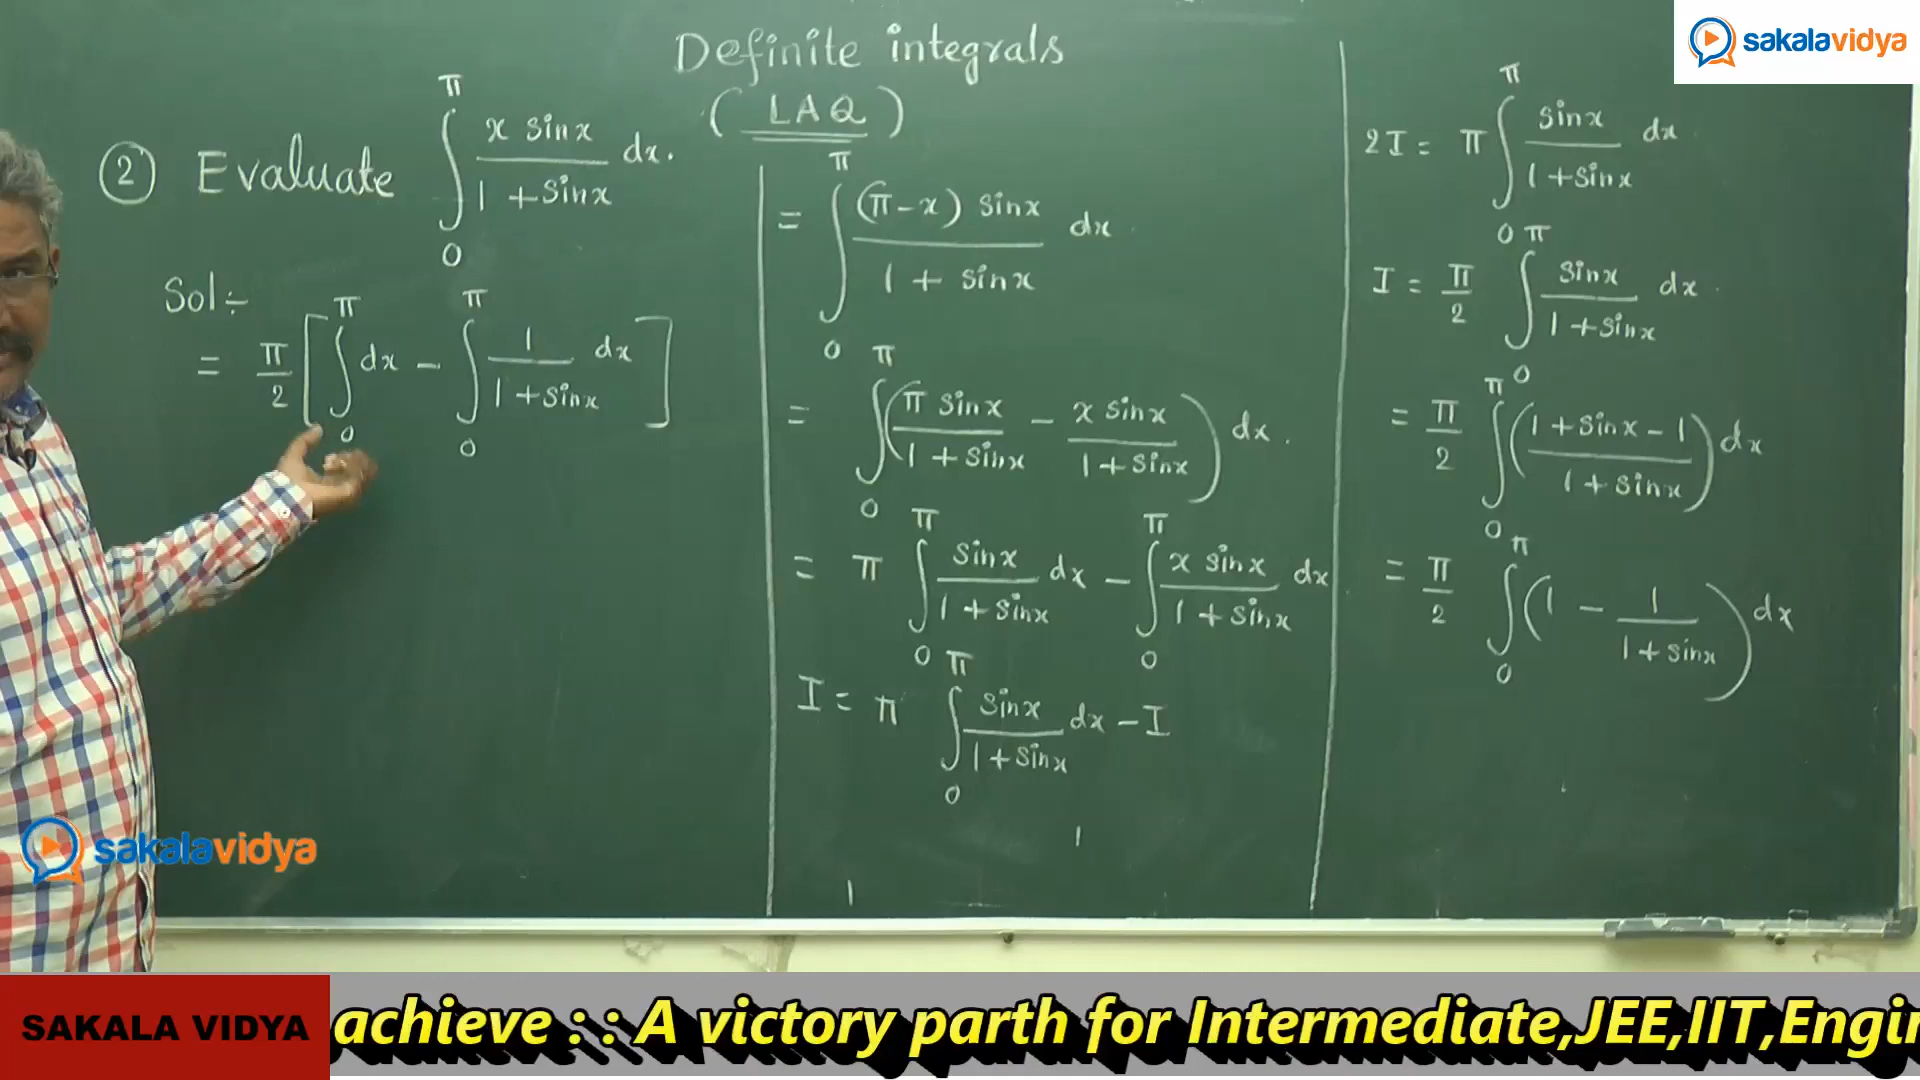 Definite integrals
( LAQ )
② Evaluate ∫₀^π (x sinx)/(1 + sinx) dx.
Sol :-
= π/2 [ ∫₀^π dx - ∫₀^π 1/(1 + sinx) dx ]
= ∫₀^π ((π - x) sinx)/(1 + sinx) dx
= ∫₀^π ( (π sinx)/(1 + sinx) - (x sinx)/(1 + sinx) ) dx.
= π ∫₀^π sinx/(1 + sinx) dx - ∫₀^π (x sinx)/(1 + sinx) dx
I = π ∫₀^π sinx/(1 + sinx) dx - I
2I = π ∫₀^π sinx/(1 + sinx) dx
I = π/2 ∫₀^π sinx/(1 + sinx) dx
= π/2 ∫₀^π ( (1 + sinx - 1)/(1 + sinx) ) dx
= π/2 ∫₀^π ( 1 - 1/(1 + sinx) ) dx
sakalavidya
sakalavidya
SAKALA VIDYA
achieve : : A victory parth for Intermediate,JEE,IIT,Engin